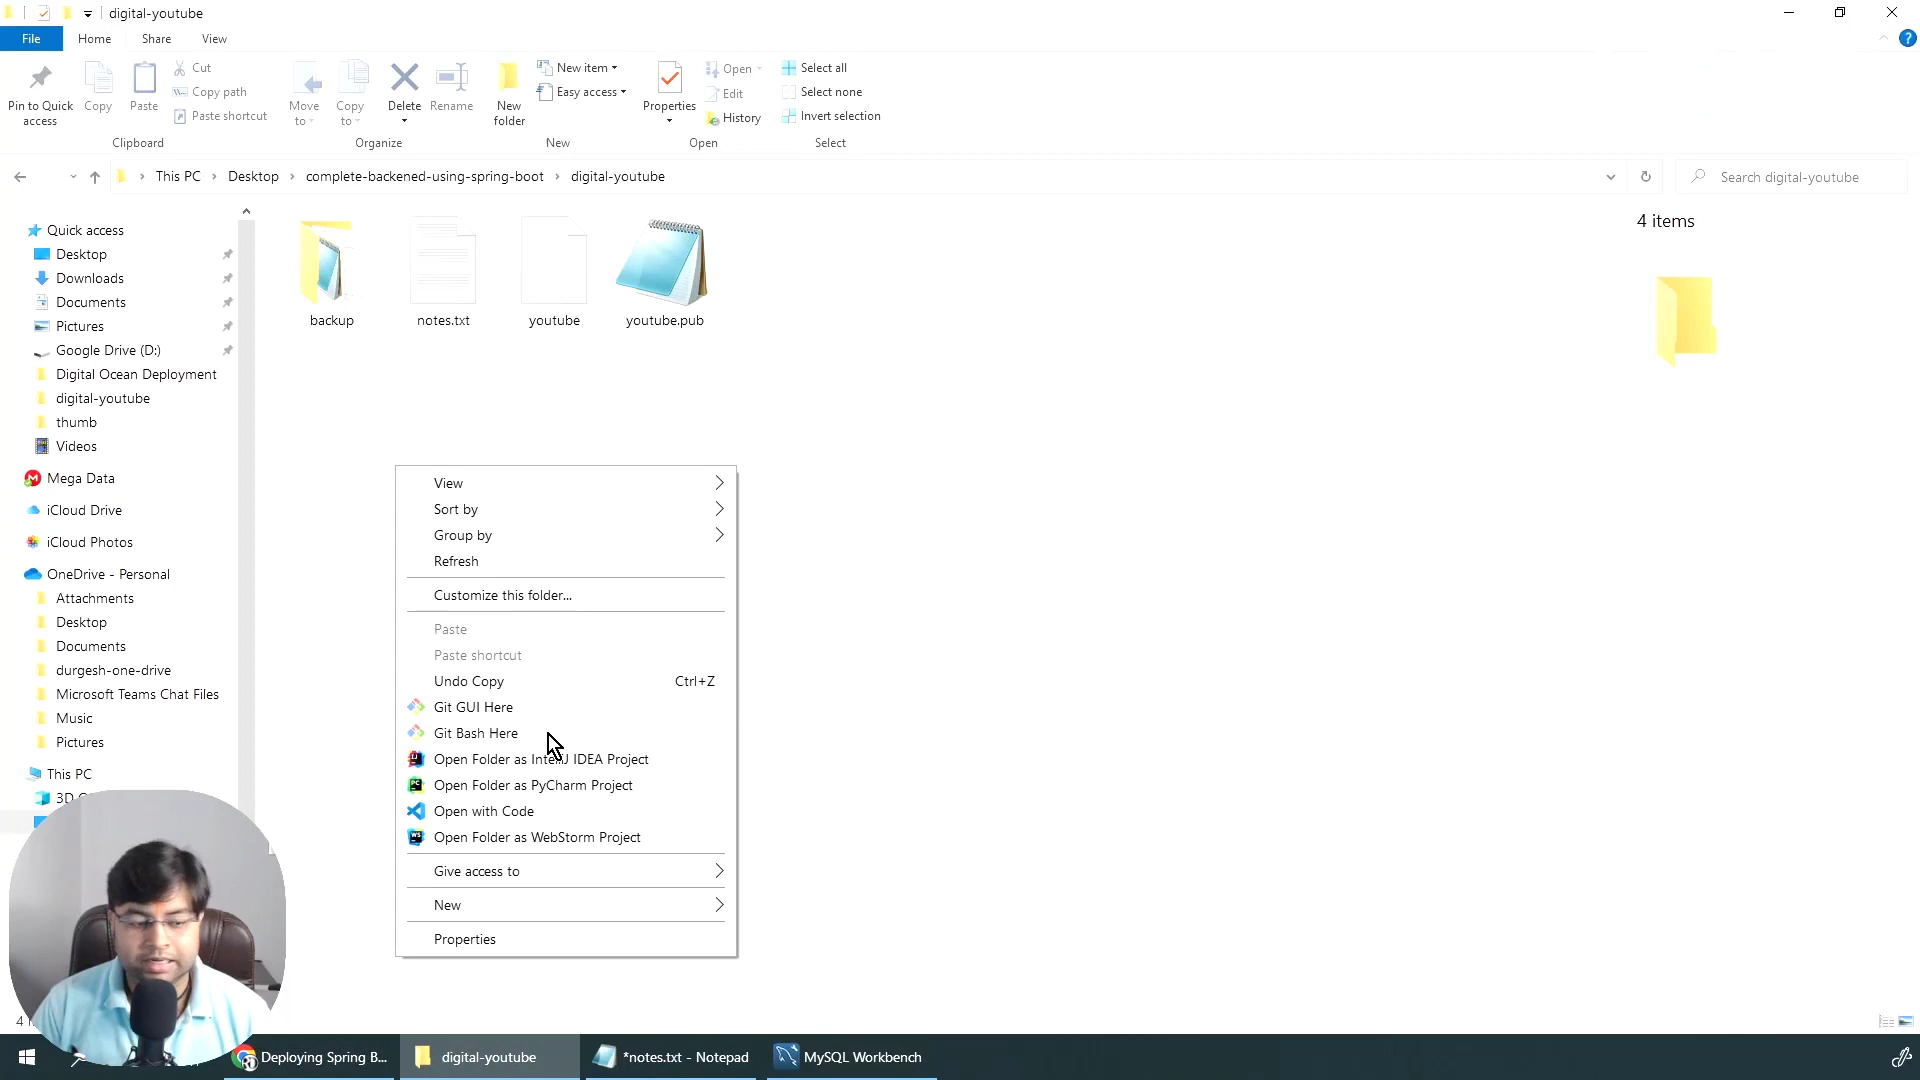 digital-youtube
File
Home
Share
View
Pin to Quick
access
Copy
Paste
Cut
Copy path
Paste shortcut
Clipboard
Move
to
Copy
to
Delete
Rename
Organize
New
folder
New item
Easy access
New
Properties
Open
Edit
History
Open
Select all
Select none
Invert selection
Select
This PC > Desktop > complete-backened-using-spring-boot > digital-youtube
Search digital-youtube
Quick access
Desktop
Downloads
Documents
Pictures
Google Drive (D:)
Digital Ocean Deployment
digital-youtube
thumb
Videos
Mega Data
iCloud Drive
iCloud Photos
OneDrive - Personal
Attachments
Desktop
Documents
durgesh-one-drive
Microsoft Teams Chat Files
Music
Pictures
This PC
3D
backup
notes.txt
youtube
youtube.pub
4 items
View
Sort by
Group by
Refresh
Customize this folder...
Paste
Paste shortcut
Undo Copy Ctrl+Z
Git GUI Here
Git Bash Here
Open Folder as IntelliJ IDEA Project
Open Folder as PyCharm Project
Open with Code
Open Folder as WebStorm Project
Give access to
New
Properties
4
Deploying Spring B...
digital-youtube
*notes.txt - Notepad
MySQL Workbench